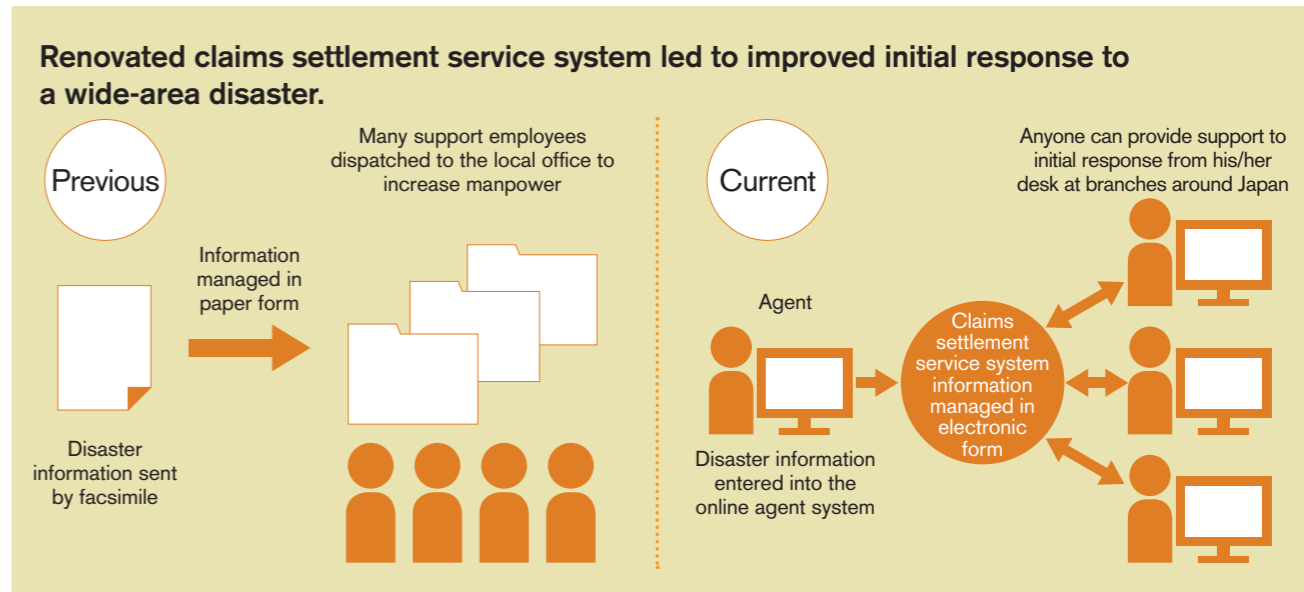 Renovated claims settlement service system led to improved initial response to
a wide-area disaster.
Previous
Many support employees
dispatched to the local office to
increase manpower
Information
managed in
paper form
Disaster
information sent
by facsimile
Current
Anyone can provide support to
initial response from his/her
desk at branches around Japan
Agent
Claims
settlement
service system
information
managed in
electronic
form
Disaster information
entered into the
online agent system